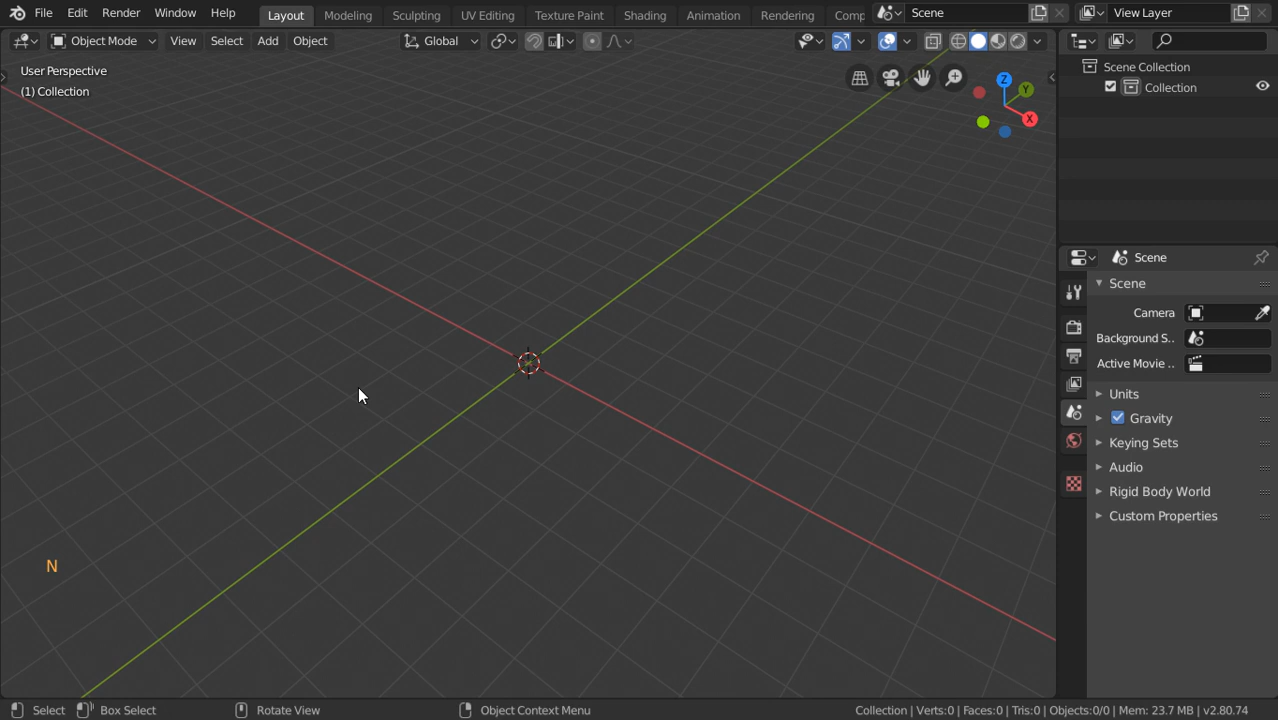 File Edit Render Window Help Layout Modeling Sculpting UV Editing Texture Paint Shading Animation Rendering Comp Scene View Layer
Object Mode View Select Add Object Global
User Perspective
(1) Collection
Z
Y
X
Scene Collection
Collection
Scene
Scene
Camera
Background S..
Active Movie ..
Units
Gravity
Keying Sets
Audio
Rigid Body World
Custom Properties
N
Select Box Select Rotate View Object Context Menu Collection | Verts:0 | Faces:0 | Tris:0 | Objects:0/0 | Mem: 23.7 MB | v2.80.74